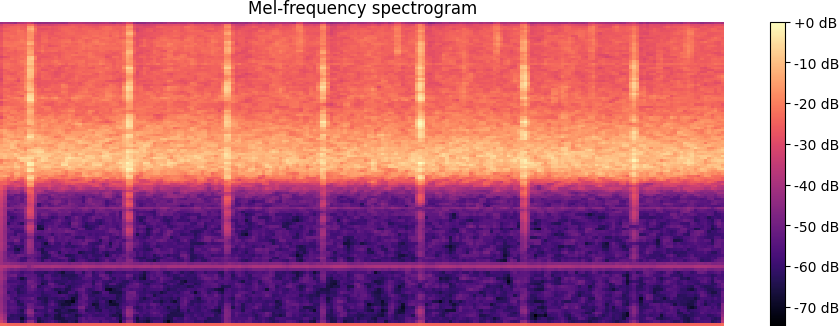 Mel-frequency spectrogram
+0 dB
-10 dB
-20 dB
-30 dB
-40 dB
-50 dB
-60 dB
-70 dB